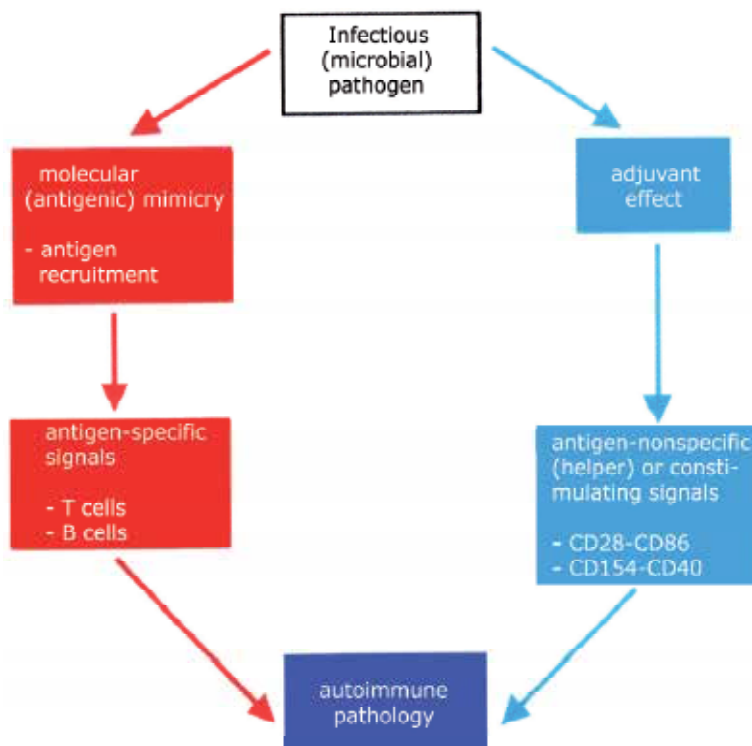 Infectious
(microbial)
pathogen
molecular
(antigenic) mimicry
- antigen
recruitment
adjuvant
effect
antigen-specific
signals
- T cells
- B cells
antigen-nonspecific
(helper) or consti-
mulating signals
- CD28-CD86
- CD154-CD40
autoimmune
pathology